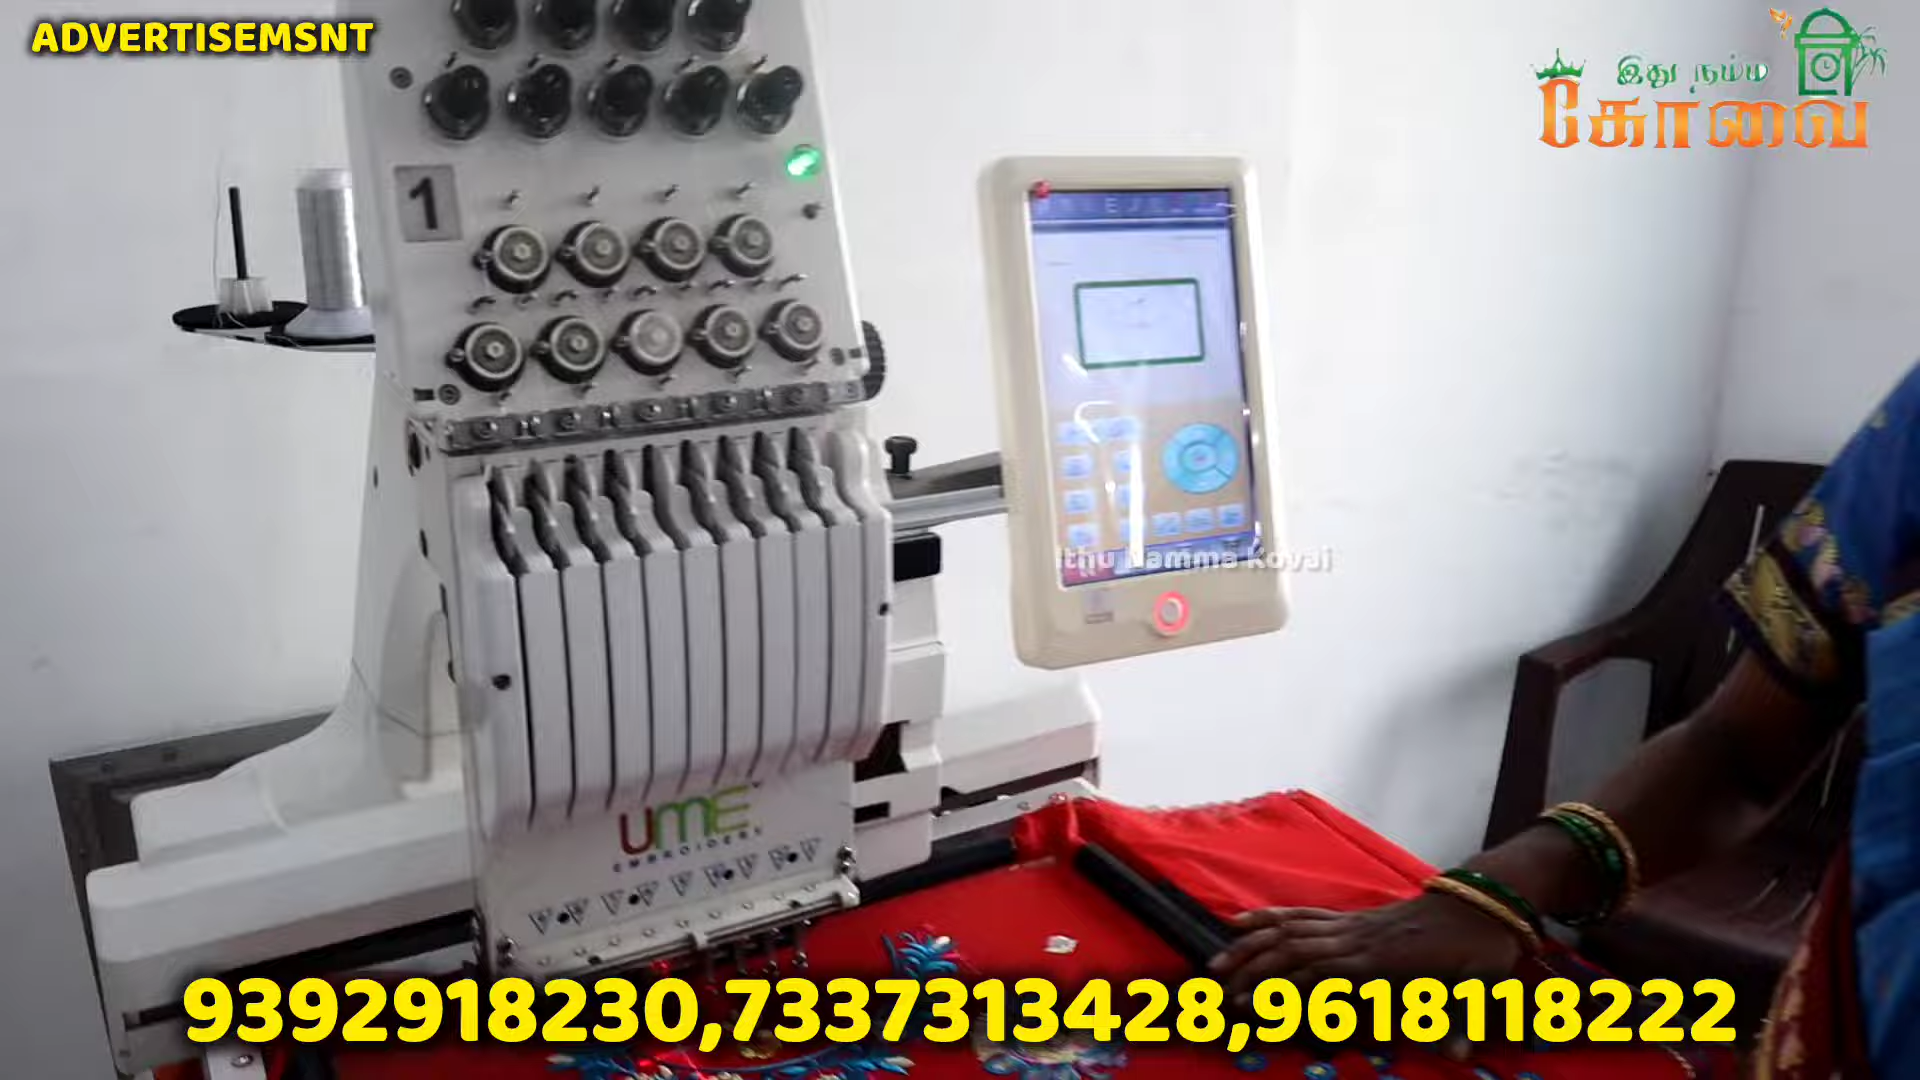 ADVERTISEMSNT
இது நம்ம
கோவை
1
Ithu Namma Kovai
UME
EMBROIDERY
9392918230,7337313428,9618118222